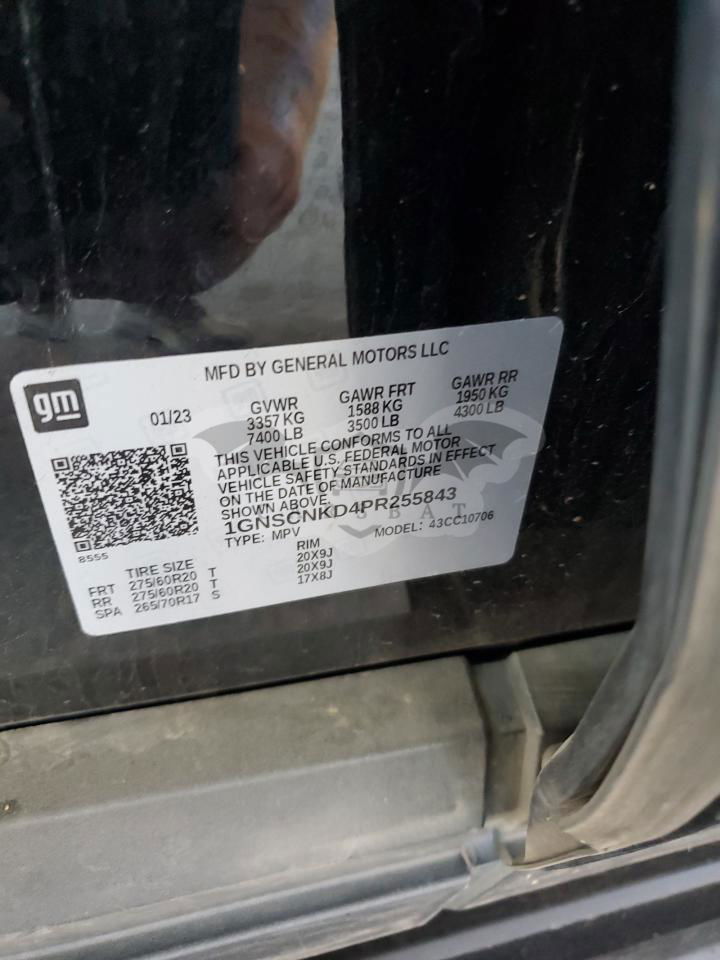 MFD BY GENERAL MOTORS LLC
gm
01/23
GVWR
3357 KG
7400 LB
GAWR FRT
1588 KG
3500 LB
GAWR RR
1950 KG
4300 LB
THIS VEHICLE CONFORMS TO ALL
APPLICABLE U.S. FEDERAL MOTOR
VEHICLE SAFETY STANDARDS IN EFFECT
ON THE DATE OF MANUFACTURE
SHOWN ABOVE.
1GNSCNKD4PR255843
TYPE: MPV
MODEL: 43CC10706
8555
TIRE SIZE
RIM
FRT 275/60R20 T 20X9J
RR 275/60R20 T 20X9J
SPA 265/70R17 S 17X8J
SBAT